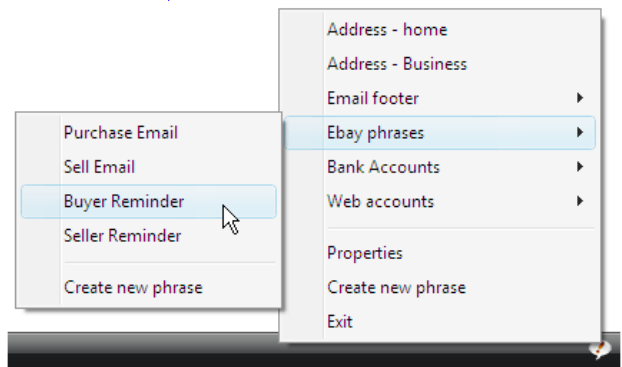 Address - home
Address - Business
Email footer
Ebay phrases
Bank Accounts
Web accounts
Properties
Create new phrase
Exit
Purchase Email
Sell Email
Buyer Reminder
Seller Reminder
Create new phrase